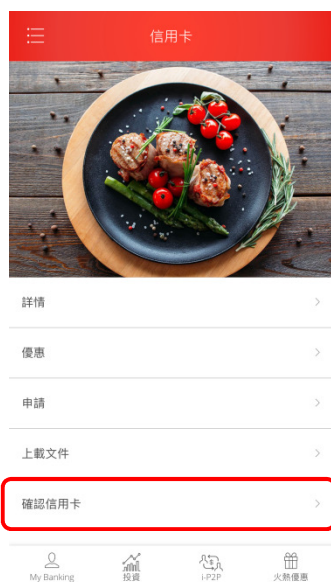 信用卡
詳情
優惠
申請
上載文件
確認信用卡
My Banking
投資
i-P2P
火熱優惠